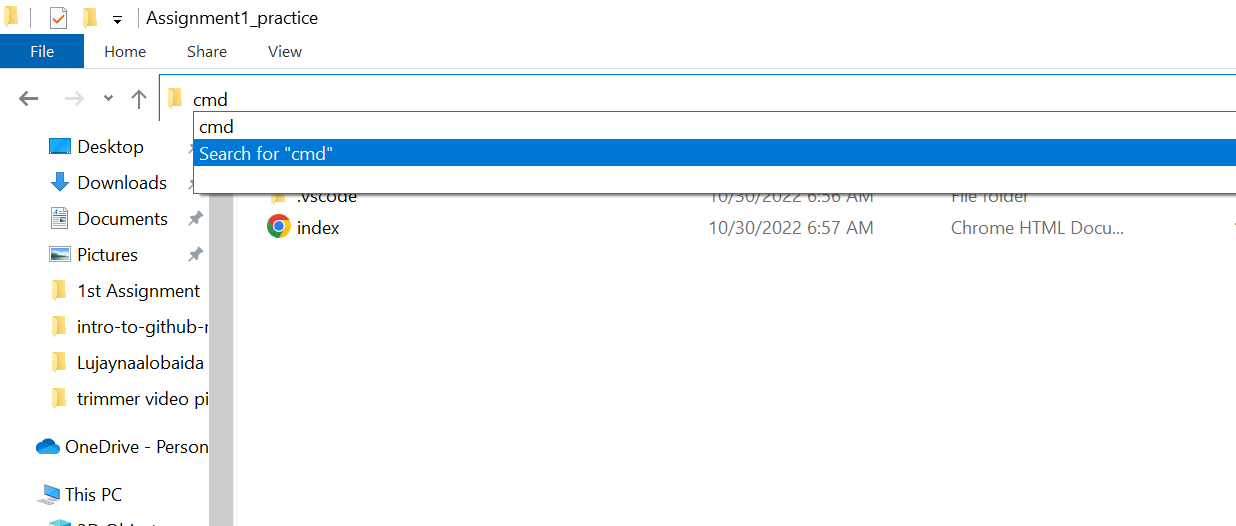 Assignment1_practice
File Home Share View
cmd
cmd
Search for "cmd"
Desktop
Downloads
Documents
Pictures
1st Assignment
intro-to-github-r
Lujaynaalobaida
trimmer video pi
OneDrive - Person
This PC
3D Object
.vscode 10/30/2022 6:56 AM File folder
index 10/30/2022 6:57 AM Chrome HTML Docu...